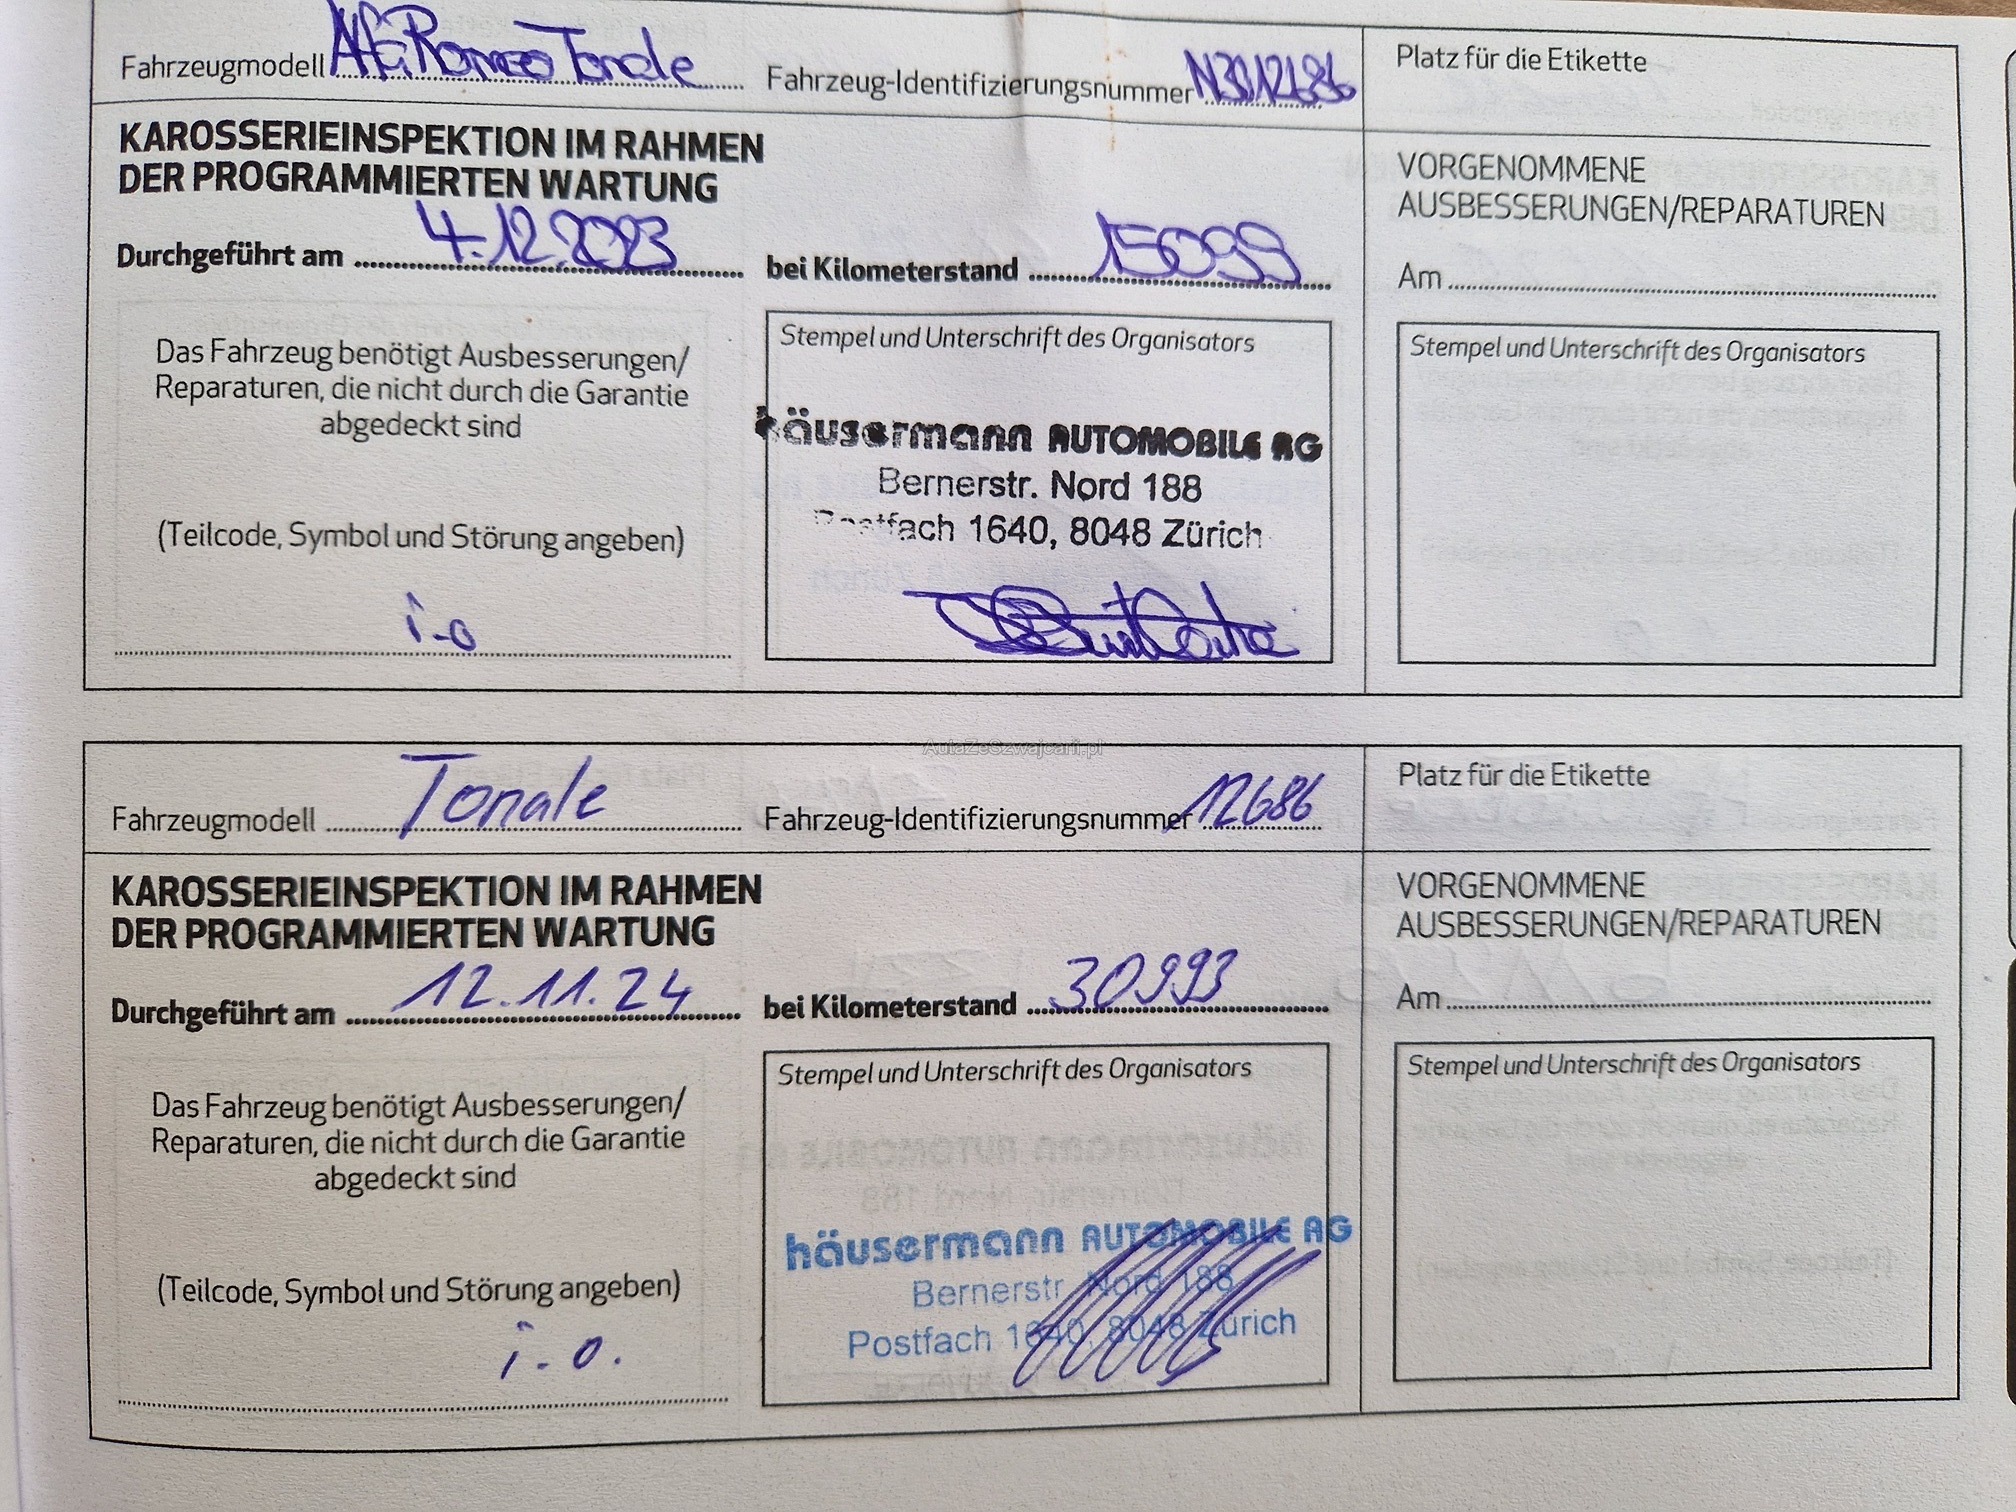 Fahrzeugmodell Alfa Romeo Tonale
Fahrzeug-Identifizierungsnummer N3012686
Platz für die Etikette
KAROSSERIEINSPEKTION IM RAHMEN
DER PROGRAMMIERTEN WARTUNG
VORGENOMMENE
AUSBESSERUNGEN/REPARATUREN
Durchgeführt am 4.12.2023
bei Kilometerstand 15099
Am
Das Fahrzeug benötigt Ausbesserungen/
Reparaturen, die nicht durch die Garantie
abgedeckt sind
(Teilcode, Symbol und Störung angeben)
i-o
Stempel und Unterschrift des Organisators
häusermann AUTOMOBILE AG
Bernerstr. Nord 188
Postfach 1640, 8048 Zürich
Stempel und Unterschrift des Organisators
AutaZeSzwajcarii.pl
Fahrzeugmodell Tonale
Fahrzeug-Identifizierungsnummer 12686
Platz für die Etikette
KAROSSERIEINSPEKTION IM RAHMEN
DER PROGRAMMIERTEN WARTUNG
VORGENOMMENE
AUSBESSERUNGEN/REPARATUREN
Durchgeführt am 12.11.24
bei Kilometerstand 30993
Am
Das Fahrzeug benötigt Ausbesserungen/
Reparaturen, die nicht durch die Garantie
abgedeckt sind
(Teilcode, Symbol und Störung angeben)
i-o.
Stempel und Unterschrift des Organisators
häusermann AUTOMOBILE AG
Bernerstr. Nord 188
Postfach 1640, 8048 Zürich
Stempel und Unterschrift des Organisators